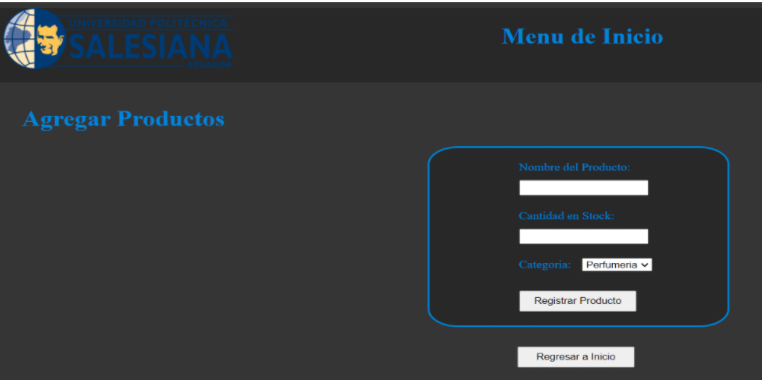 UNIVERSIDAD POLITÉCNICA
SALESIANA
ECUADOR
Menu de Inicio
Agregar Productos
Nombre del Producto:
Cantidad en Stock:
Categoria: Perfumeria
Registrar Producto
Regresar a Inicio